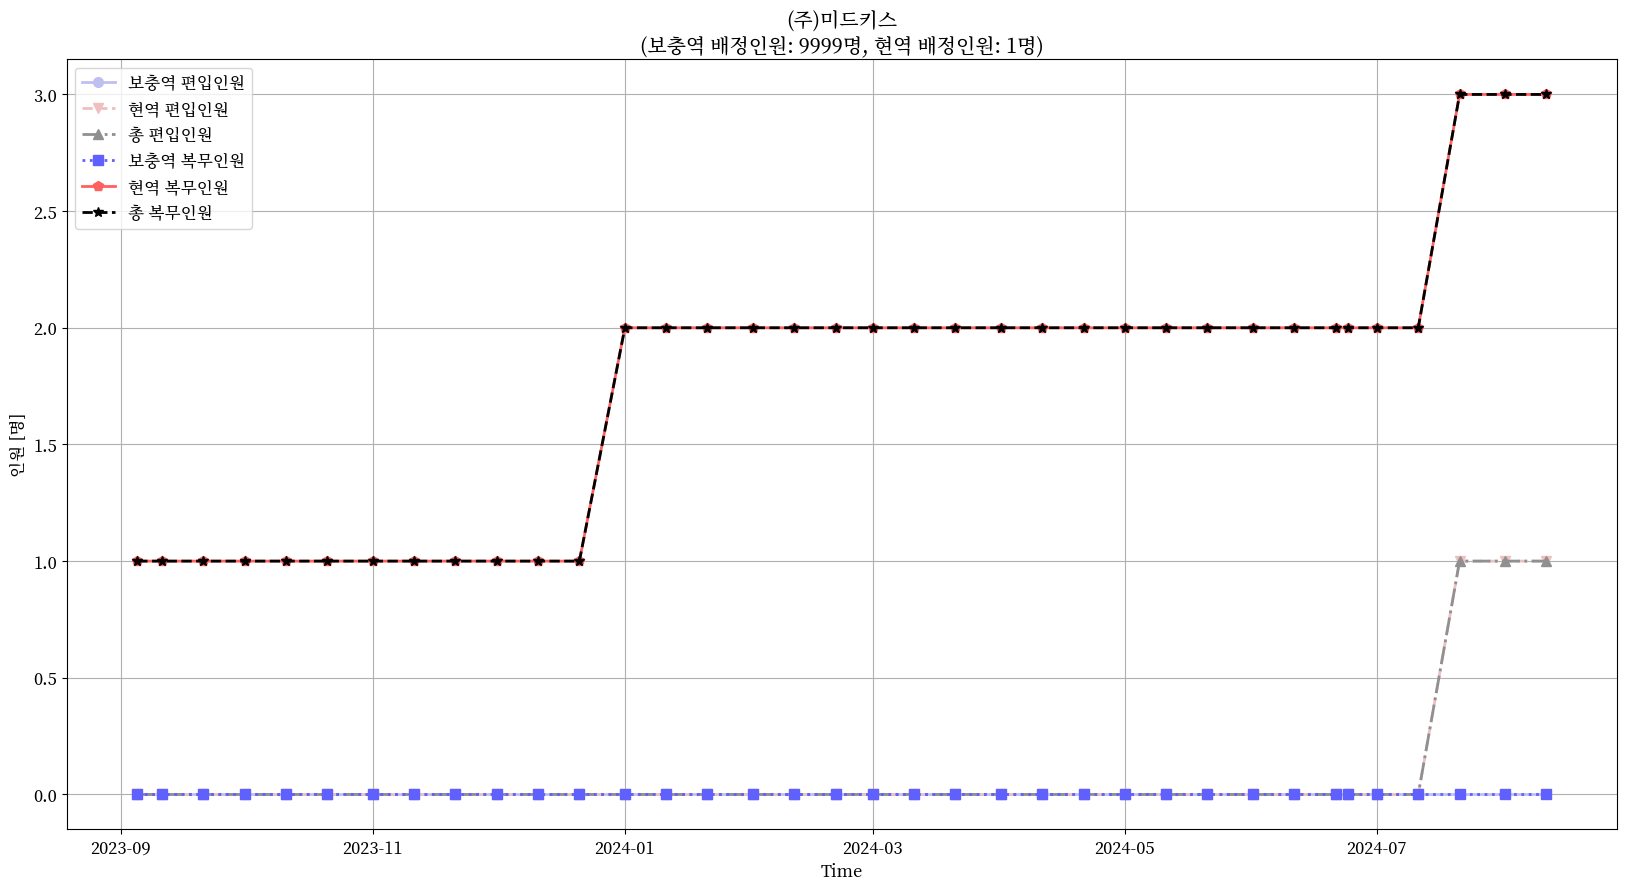 (주)미드키스
(보충역 배정인원: 9999명, 현역 배정인원: 1명)
보충역 편입인원
현역 편입인원
총 편입인원
보충역 복무인원
현역 복무인원
총 복무인원
3.0
2.5
2.0
1.5
1.0
0.5
0.0
인원 [명]
2023-09
2023-11
2024-01
2024-03
2024-05
2024-07
Time